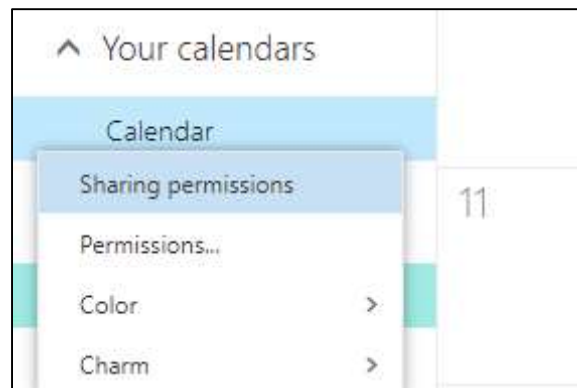 Your calendars
Calendar
Sharing permissions
11
Permissions...
Color
Charm